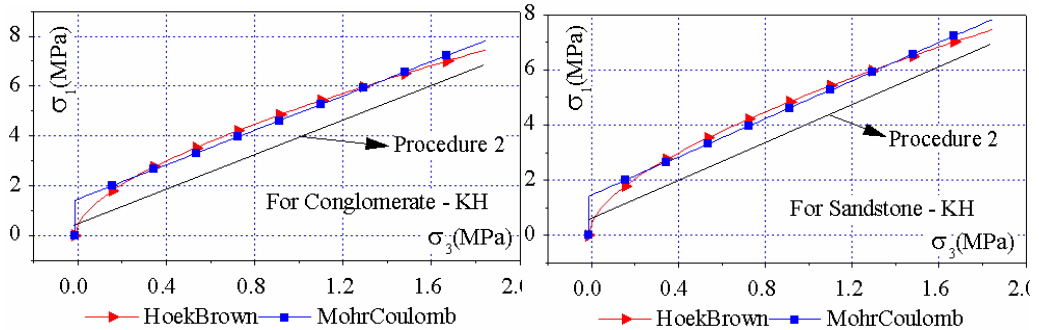 8
6
4
2
0
σ1(MPa)
Procedure 2
For Conglomerate - KH
σ3(MPa)
0.0 0.4 0.8 1.2 1.6 2.0
HoekBrown MohrCoulomb
8
6
4
2
0
σ1(MPa)
Procedure 2
For Sandstone - KH
σ3(MPa)
0.0 0.4 0.8 1.2 1.6 2.0
HoekBrown MohrCoulomb